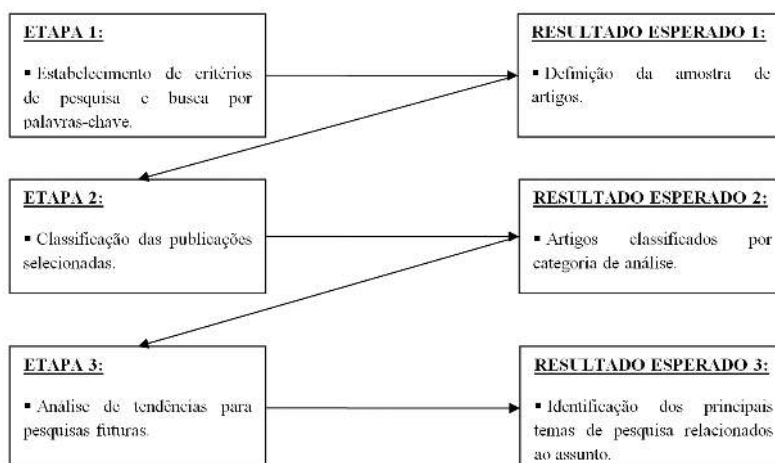 ETAPA 1:
▪ Estabelecimento de critérios
de pesquisa e busca por
palavras-chave.
RESULTADO ESPERADO 1:
▪ Definição da amostra de
artigos.
ETAPA 2:
▪ Classificação das publicações
selecionadas.
RESULTADO ESPERADO 2:
▪ Artigos classificados por
categoria de análise.
ETAPA 3:
▪ Análise de tendências para
pesquisas futuras.
RESULTADO ESPERADO 3:
▪ Identificação dos principais
temas de pesquisa relacionados
ao assunto.